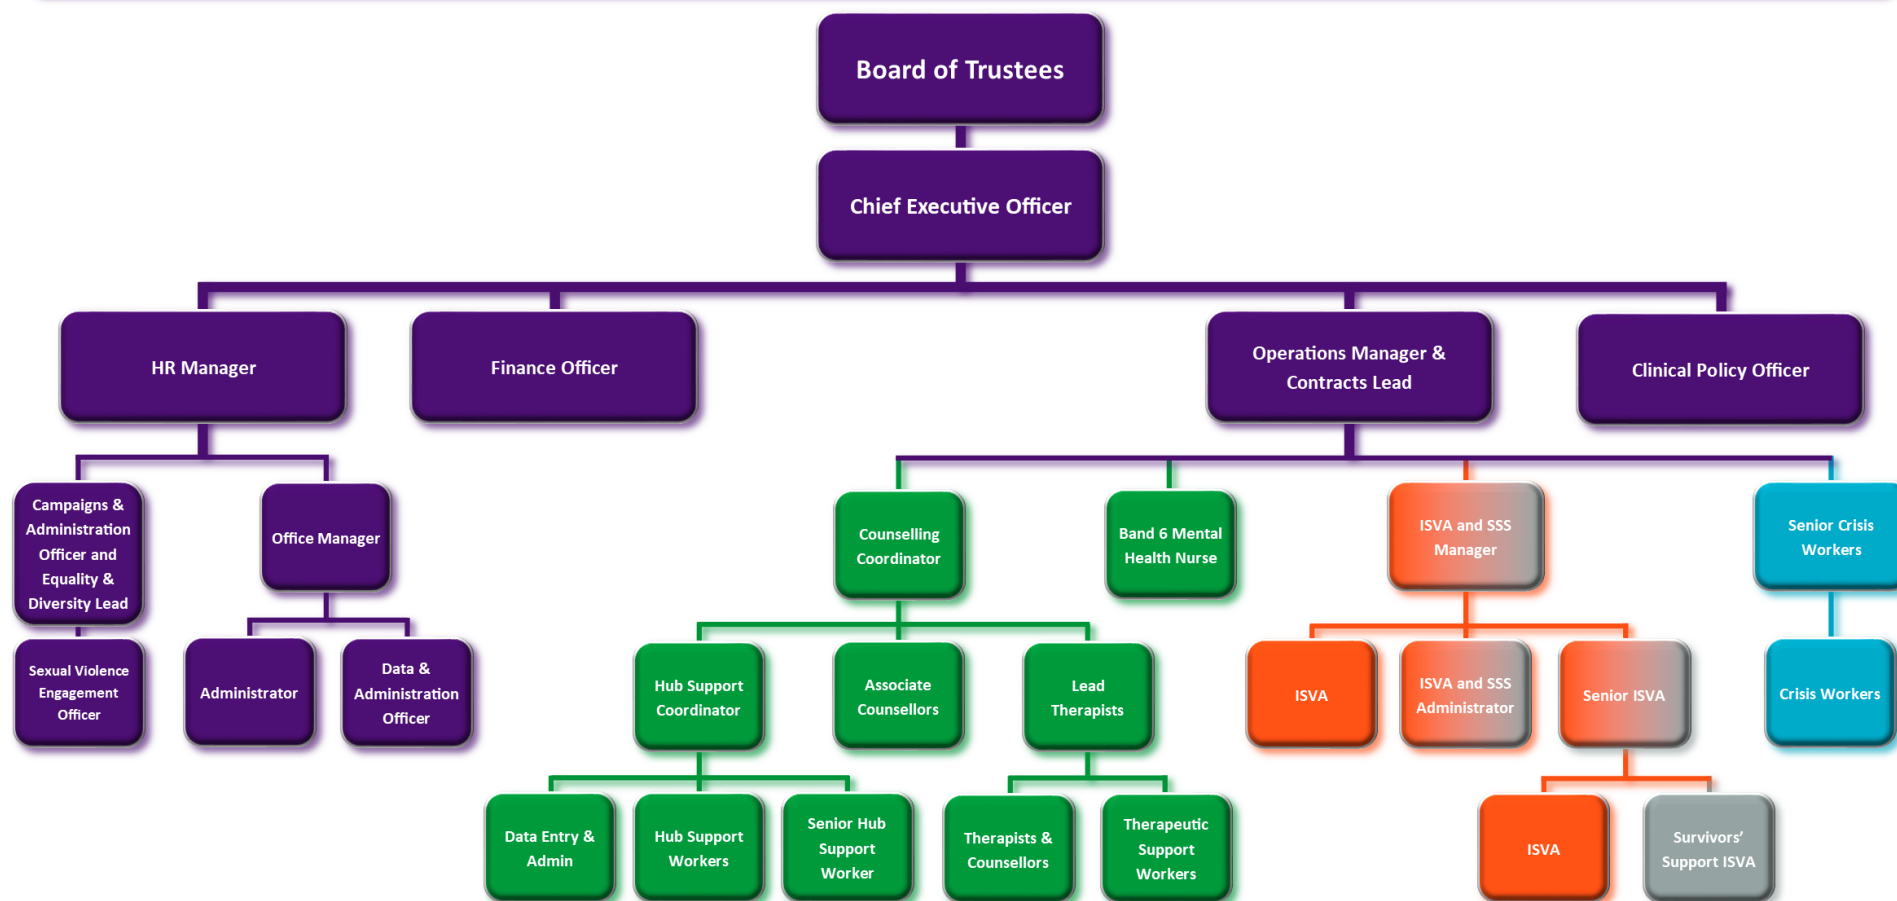 Board of Trustees
Chief Executive Officer
HR Manager
Finance Officer
Operations Manager &
Contracts Lead
Clinical Policy Officer
Campaigns &
Administration
Officer and
Equality &
Diversity Lead
Office Manager
Counselling
Coordinator
Band 6 Mental
Health Nurse
ISVA and SSS
Manager
Senior Crisis
Workers
Sexual Violence
Engagement
Officer
Administrator
Data &
Administration
Officer
Hub Support
Coordinator
Associate
Counsellors
Lead
Therapists
ISVA
ISVA and SSS
Administrator
Senior ISVA
Crisis Workers
Data Entry &
Admin
Hub Support
Workers
Senior Hub
Support
Worker
Therapists &
Counsellors
Therapeutic
Support
Workers
ISVA
Survivors’
Support ISVA